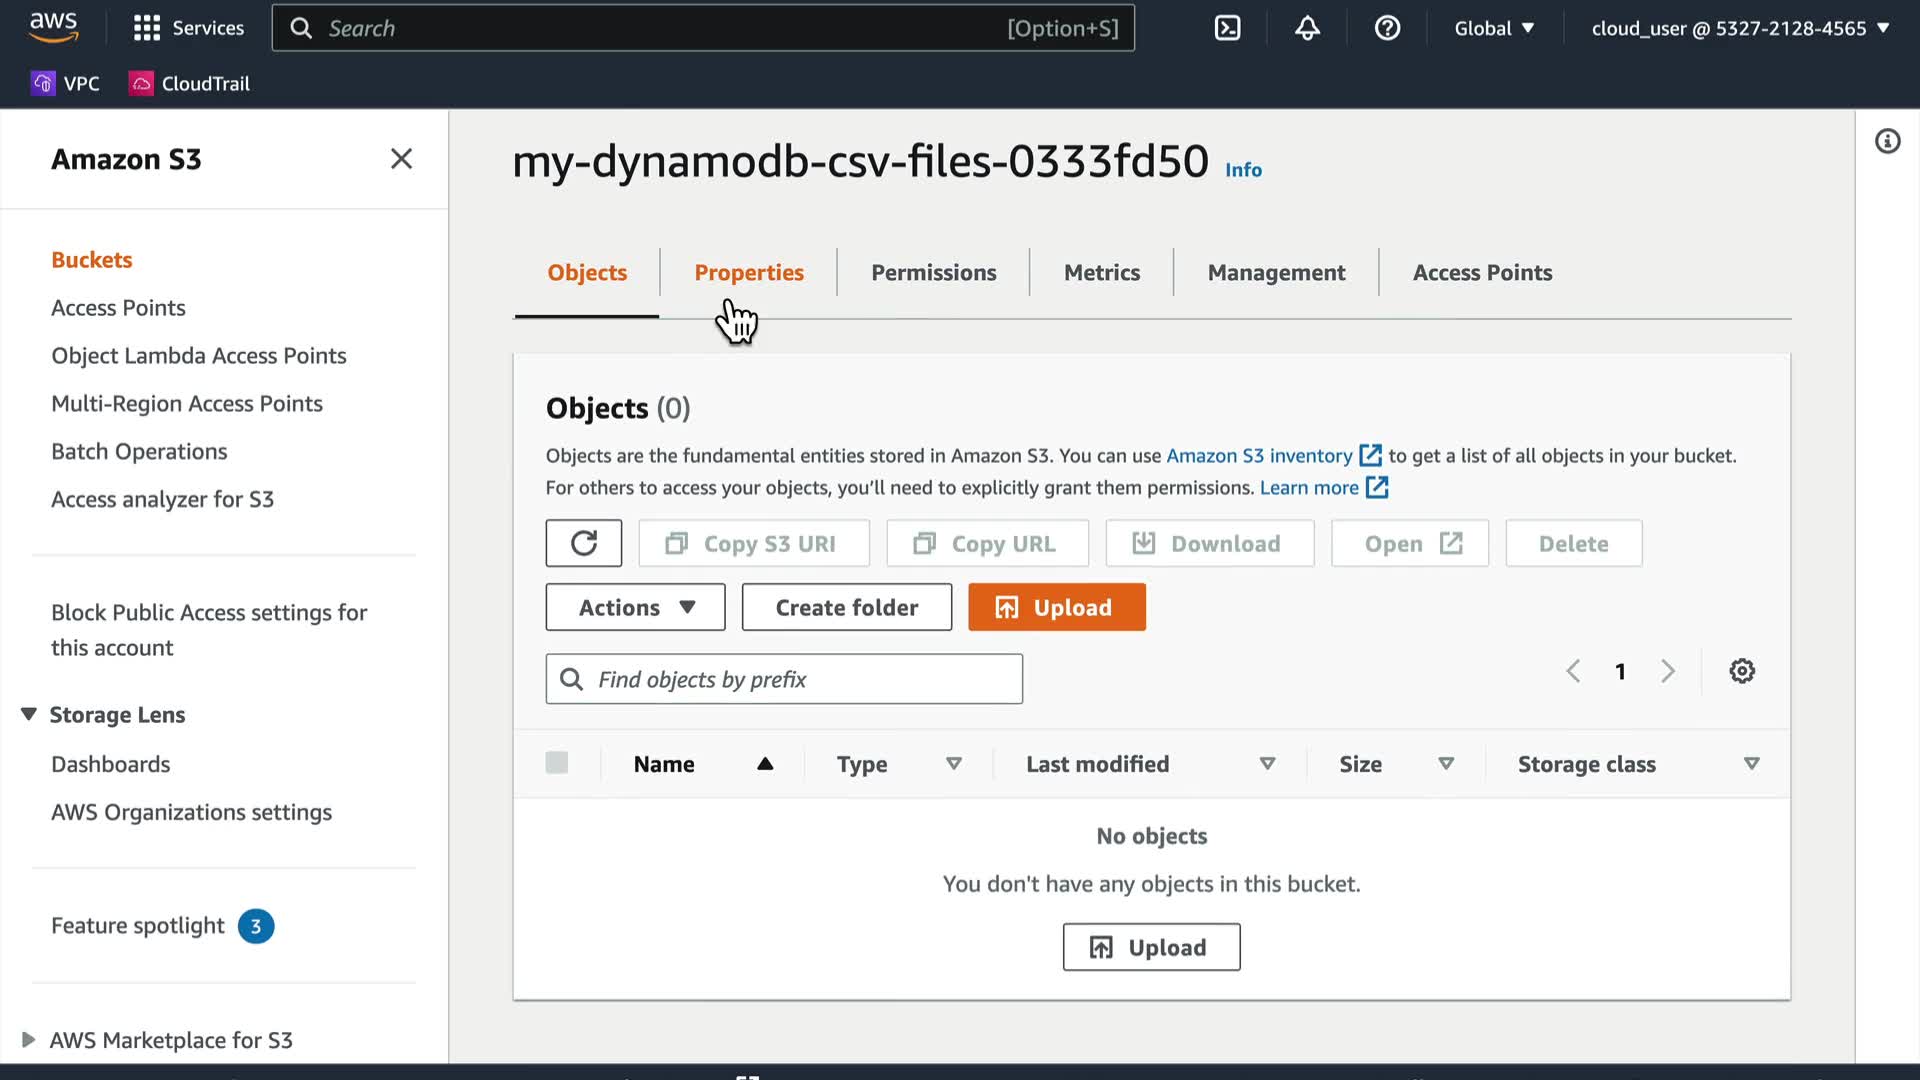 aws
Services
Search
[Option+S]
Global
cloud_user @ 5327-2128-4565
VPC
CloudTrail
Amazon S3
Buckets
Access Points
Object Lambda Access Points
Multi-Region Access Points
Batch Operations
Access analyzer for S3
Block Public Access settings for
this account
Storage Lens
Dashboards
AWS Organizations settings
Feature spotlight 3
AWS Marketplace for S3
my-dynamodb-csv-files-0333fd50 Info
Objects
Properties
Permissions
Metrics
Management
Access Points
Objects (0)
Objects are the fundamental entities stored in Amazon S3. You can use Amazon S3 inventory to get a list of all objects in your bucket.
For others to access your objects, you'll need to explicitly grant them permissions. Learn more
Copy S3 URI
Copy URL
Download
Open
Delete
Actions
Create folder
Upload
Find objects by prefix
1
Name
Type
Last modified
Size
Storage class
No objects
You don't have any objects in this bucket.
Upload